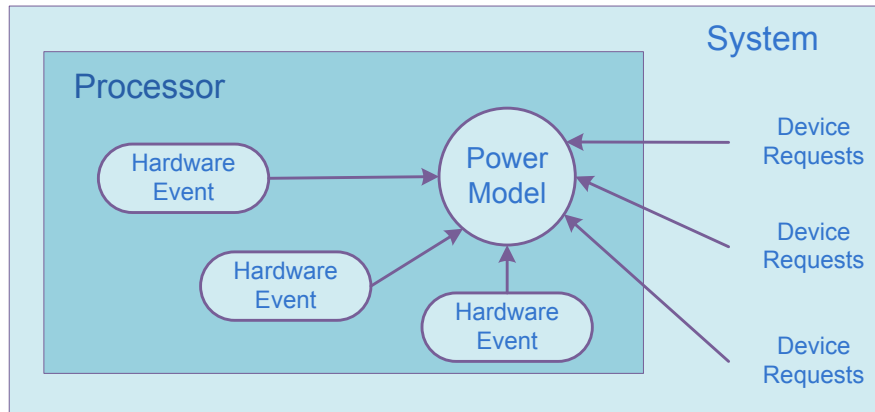 System
Processor
Hardware
Event
Power
Model
Device
Requests
Hardware
Event
Device
Requests
Hardware
Event
Device
Requests